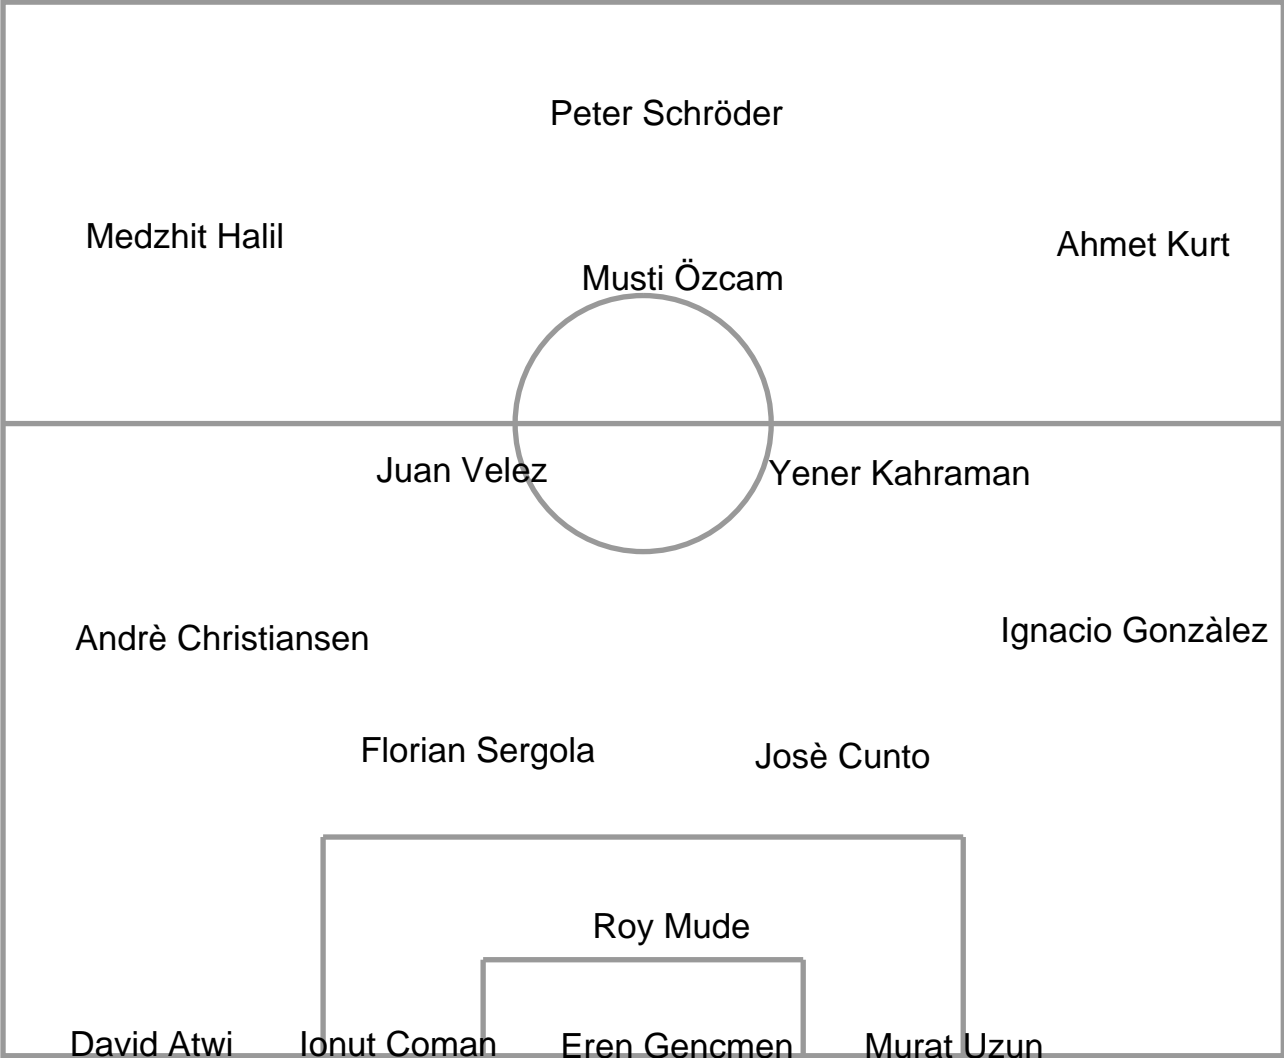 Peter Schröder
Medzhit Halil
Ahmet Kurt
Musti Özcam
Juan Velez
Yener Kahraman
Andrè Christiansen
Ignacio Gonzàlez
Florian Sergola
Josè Cunto
Roy Mude
David Atwi
Ionut Coman
Eren Gencmen
Murat Uzun